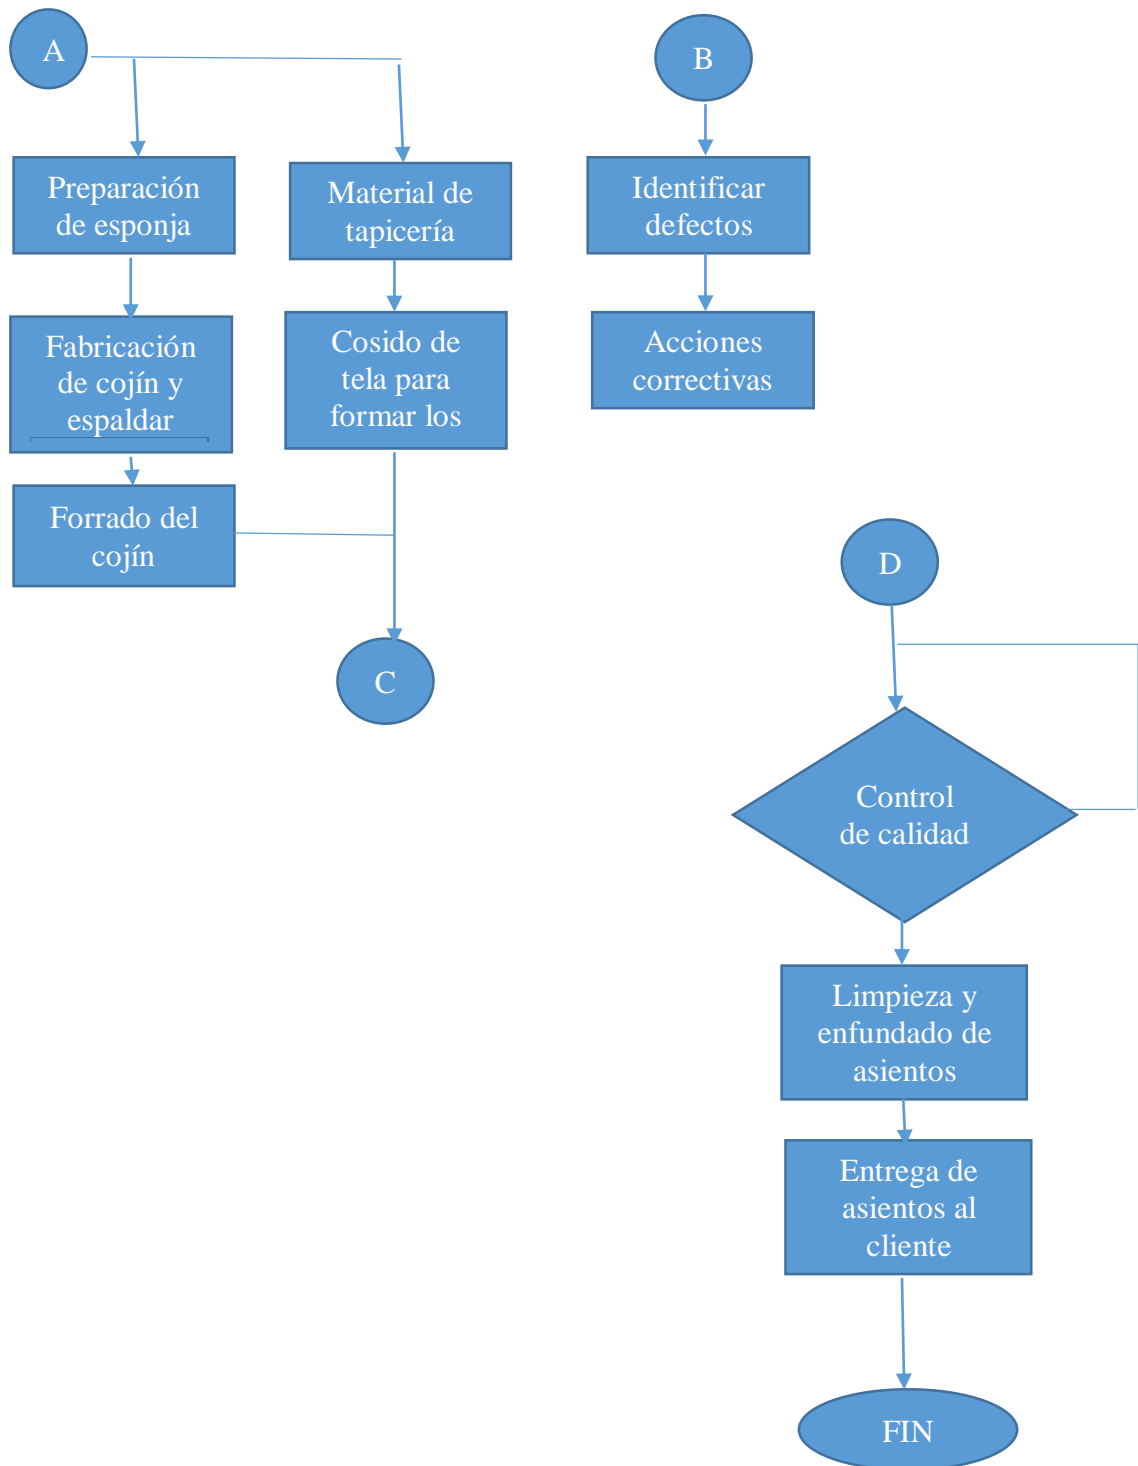 A
Preparación
de esponja
Fabricación
de cojín y
espaldar
Forrado del
cojín
Material de
tapicería
Cosido de
tela para
formar los
C
B
Identificar
defectos
Acciones
correctivas
D
Control
de calidad
Limpieza y
enfundado de
asientos
Entrega de
asientos al
cliente
FIN